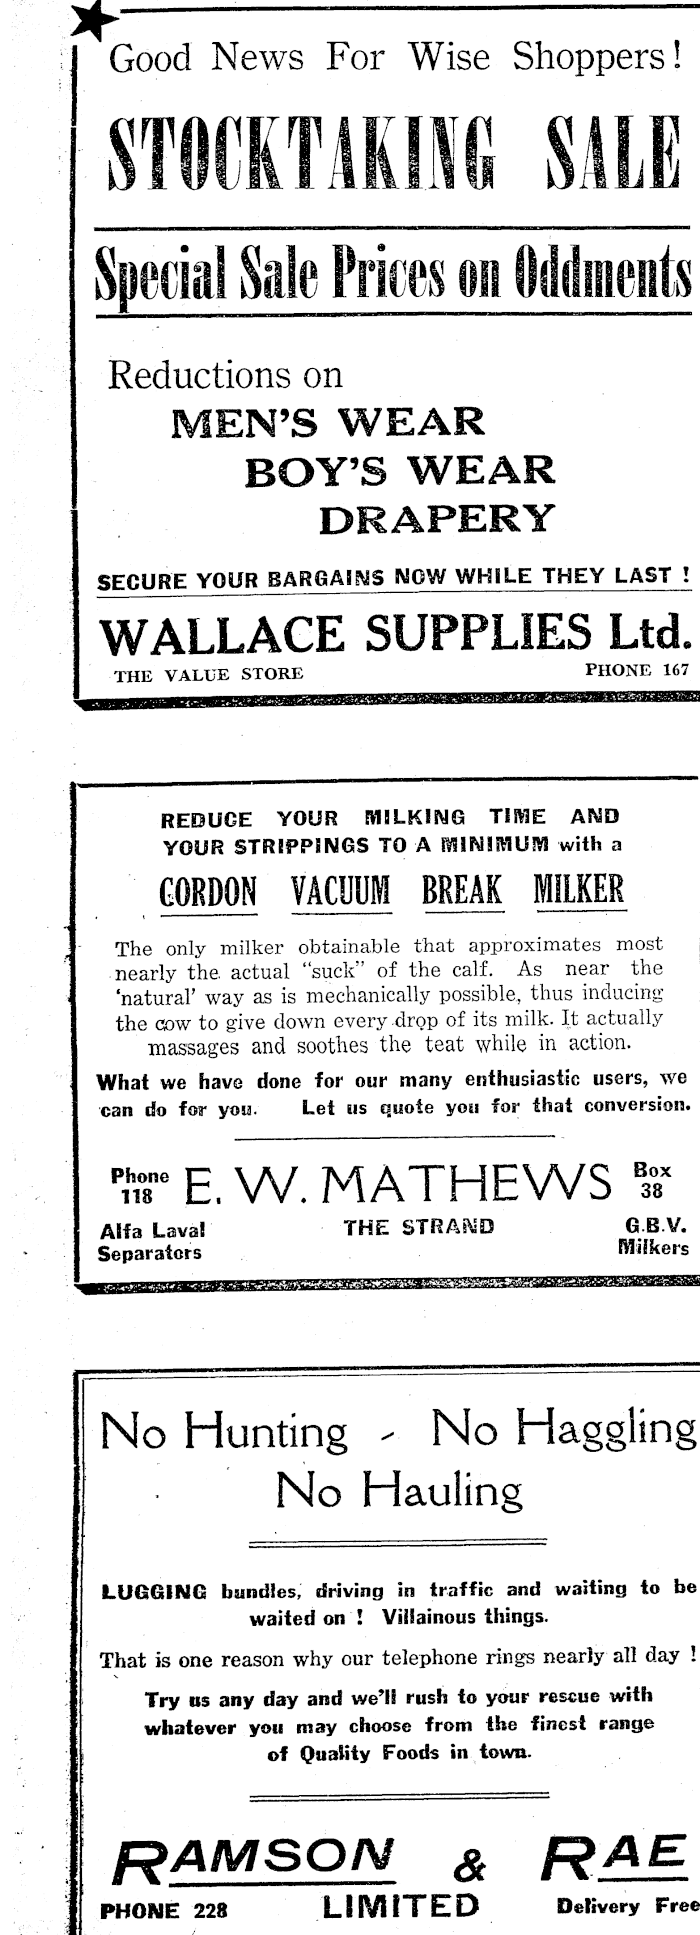 Good News For Wise Shoppers!
STOCKTAKING SALE
Special Sale Prices on Oddments
Reductions on
MEN'S WEAR
BOY'S WEAR
DRAPERY
SECURE YOUR BARGAINS NOW WHILE THEY LAST !
WALLACE SUPPLIES Ltd.
THE VALUE STORE PHONE 167
REDUCE YOUR MILKING TIME AND
YOUR STRIPPINGS TO A MINIMUM with a
GORDON VACUUM BREAK MILKER
The only milker obtainable that approximates most
nearly the actual "suck" of the calf. As near the
'natural' way as is mechanically possible, thus inducing
the cow to give down every drop of its milk. It actually
massages and soothes the teat while in action.
What we have done for our many enthusiastic users, we
can do for you. Let us quote you for that conversion.
Phone 118 E. W. MATHEWS Box 38
Alfa Laval Separators THE STRAND G.B.V. Milkers
No Hunting - No Haggling
No Hauling
LUGGING bundles, driving in traffic and waiting to be
waited on ! Villainous things.
That is one reason why our telephone rings nearly all day !
Try us any day and we'll rush to your rescue with
whatever you may choose from the finest range
of Quality Foods in town.
RAMSON & RAE
PHONE 228 LIMITED Delivery Free